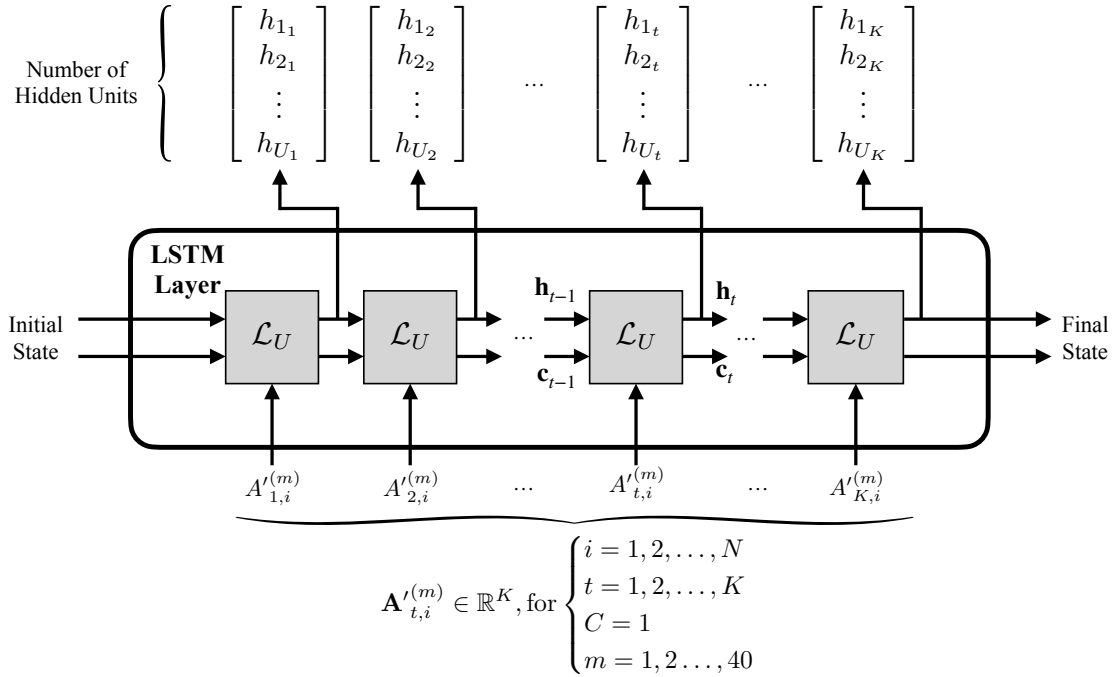 h_{1_1} h_{1_2} h_{1_t} h_{1_K}
h_{2_1} h_{2_2} h_{2_t} h_{2_K}
Number of
Hidden Units
... ...
⋮ ⋮ ⋮ ⋮
h_{U_1} h_{U_2} h_{U_t} h_{U_K}
LSTM
Layer
h_{t−1} h_t
Initial
State
ℒ_U ℒ_U ... ℒ_U ... ℒ_U
Final
State
c_{t−1} c_t
A'^{(m)}_{1,i} A'^{(m)}_{2,i} ... A'^{(m)}_{t,i} ... A'^{(m)}_{K,i}
i = 1, 2, . . . , N
t = 1, 2, . . . , K
A'^{(m)}_{t,i} ∈ ℝ^K, for
C = 1
m = 1, 2 . . . , 40